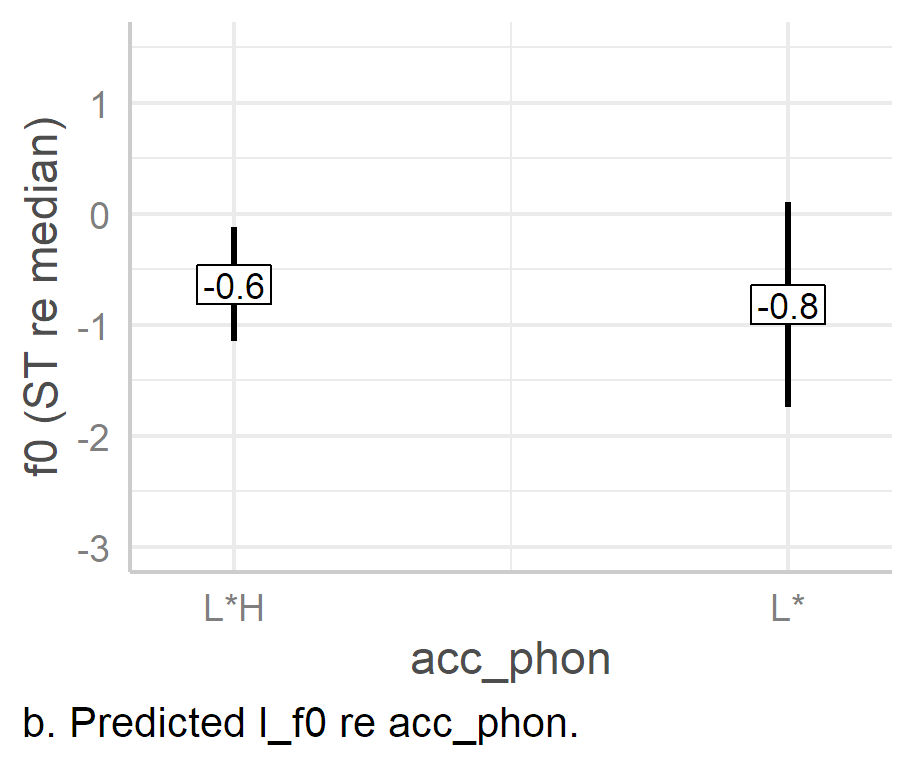 f0 (ST re median)
1
0
-1
-2
-3
-0.6
-0.8
L*H
L*
acc_phon
b. Predicted l_f0 re acc_phon.